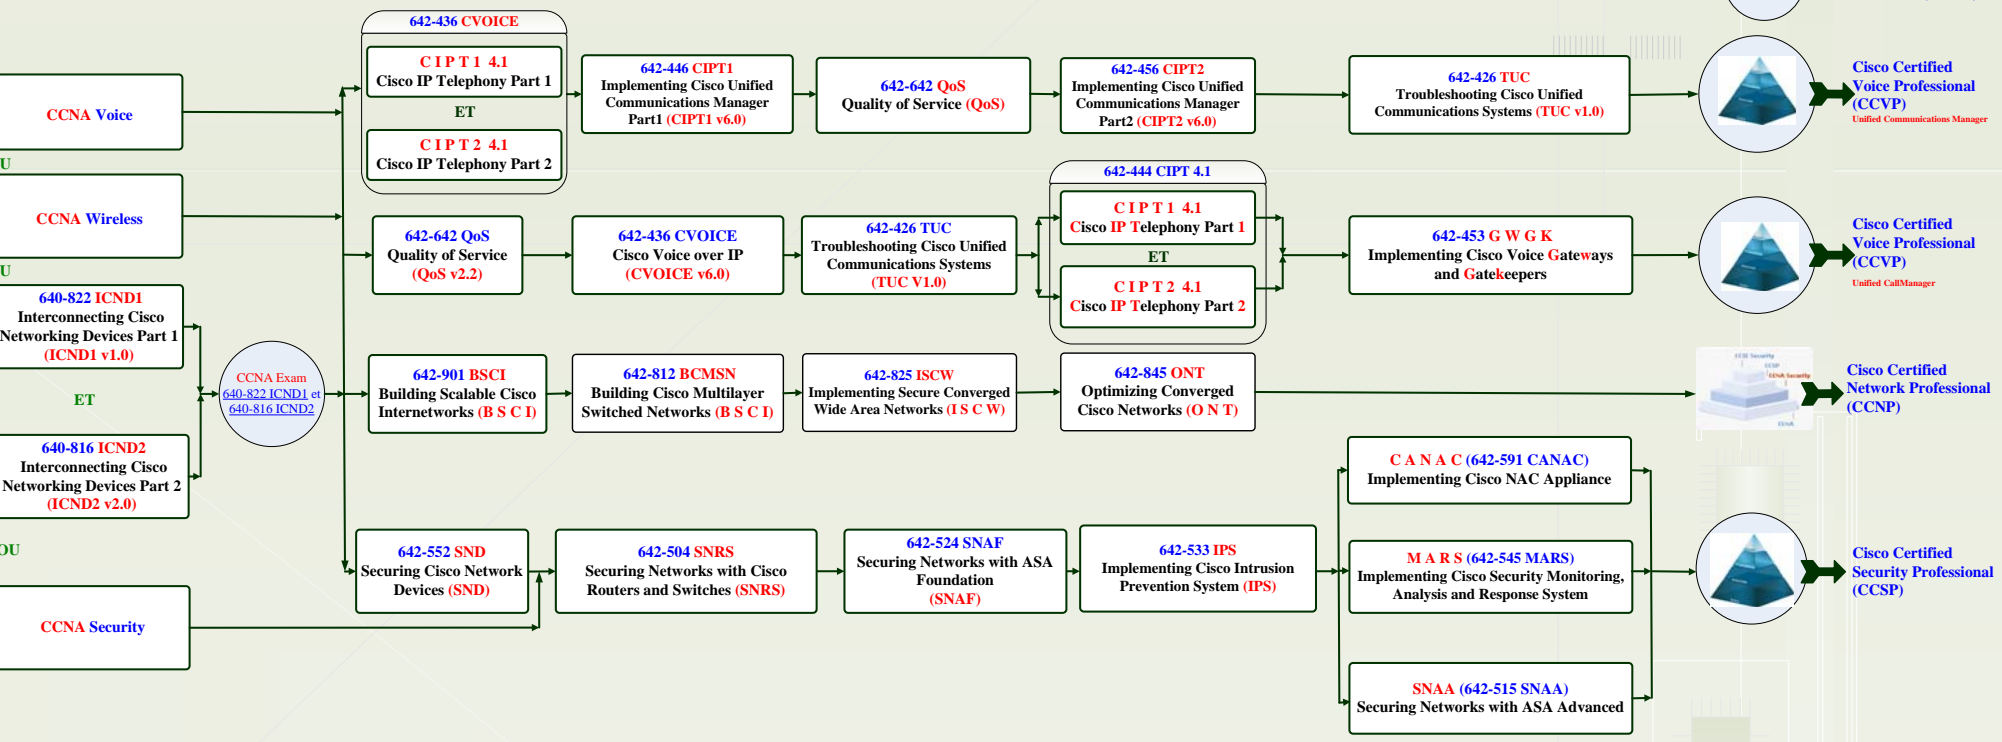 CCNA Voice
U
CCNA Wireless
U
640-822 ICND1
Interconnecting Cisco
Networking Devices Part 1
(ICND1 v1.0)
ET
640-816 ICND2
Interconnecting Cisco
Networking Devices Part 2
(ICND2 v2.0)
OU
CCNA Security
CCNA Exam
640-822 ICND1 et
640-816 ICND2
642-436 CVOICE
C I P T 1 4.1
Cisco IP Telephony Part 1
ET
C I P T 2 4.1
Cisco IP Telephony Part 2
642-446 CIPT1
Implementing Cisco Unified
Communications Manager
Part1 (CIPT1 v6.0)
642-642 QoS
Quality of Service (QoS)
642-456 CIPT2
Implementing Cisco Unified
Communications Manager
Part2 (CIPT2 v6.0)
642-426 TUC
Troubleshooting Cisco Unified
Communications Systems (TUC v1.0)
Cisco Certified
Voice Professional
(CCVP)
Unified Communications Manager
642-642 QoS
Quality of Service
(QoS v2.2)
642-436 CVOICE
Cisco Voice over IP
(CVOICE v6.0)
642-426 TUC
Troubleshooting Cisco Unified
Communications Systems
(TUC V1.0)
642-444 CIPT 4.1
C I P T 1 4.1
Cisco IP Telephony Part 1
ET
C I P T 2 4.1
Cisco IP Telephony Part 2
642-453 G W G K
Implementing Cisco Voice Gateways
and Gatekeepers
Cisco Certified
Voice Professional
(CCVP)
Unified CallManager
642-901 BSCI
Building Scalable Cisco
Internetworks (B S C I)
642-812 BCMSN
Building Cisco Multilayer
Switched Networks (B S C I)
642-825 ISCW
Implementing Secure Converged
Wide Area Networks (I S C W)
642-845 ONT
Optimizing Converged
Cisco Networks (O N T)
CCSE Security
CCSP
CCNA Security
CCNA
Cisco Certified
Network Professional
(CCNP)
642-552 SND
Securing Cisco Network
Devices (SND)
642-504 SNRS
Securing Networks with Cisco
Routers and Switches (SNRS)
642-524 SNAF
Securing Networks with ASA
Foundation
(SNAF)
642-533 IPS
Implementing Cisco Intrusion
Prevention System (IPS)
C A N A C (642-591 CANAC)
Implementing Cisco NAC Appliance
M A R S (642-545 MARS)
Implementing Cisco Security Monitoring,
Analysis and Response System
SNAA (642-515 SNAA)
Securing Networks with ASA Advanced
Cisco Certified
Security Professional
(CCSP)